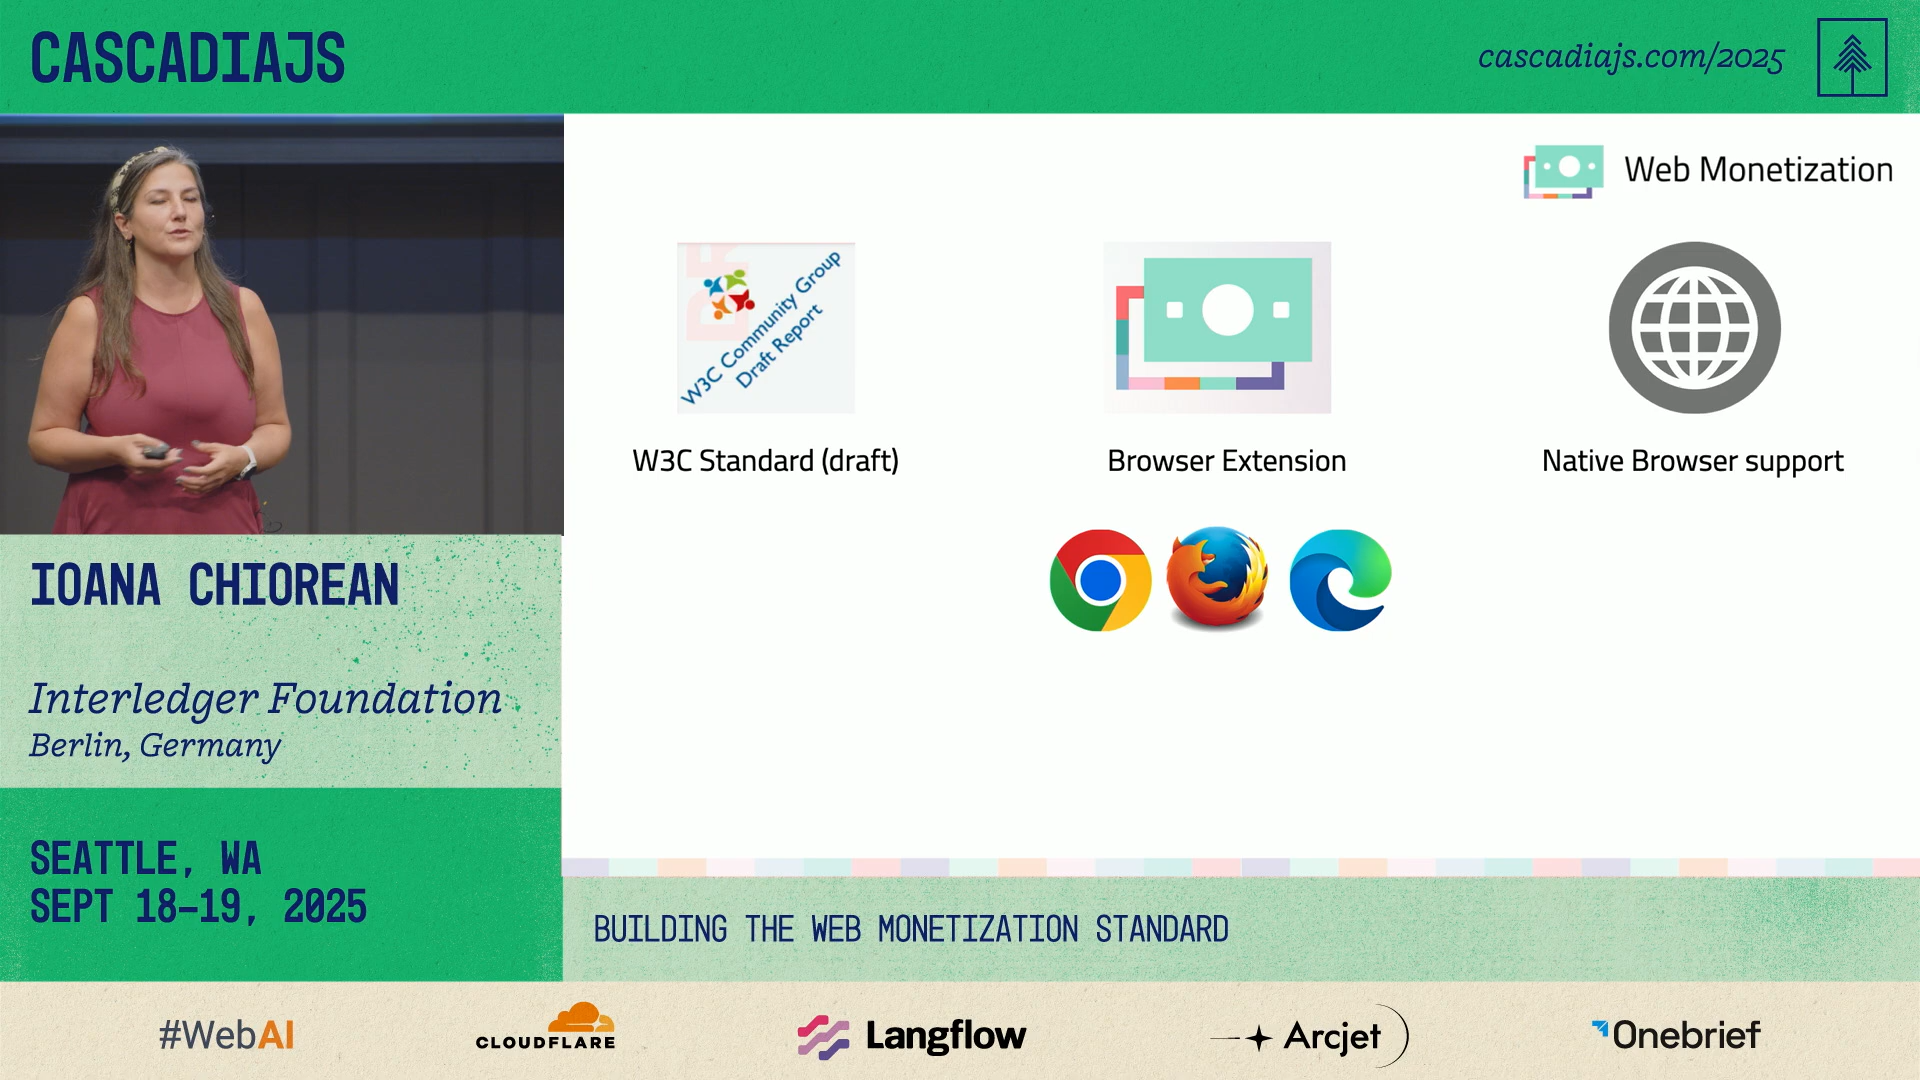 CASCADIAJS
cascadiajs.com/2025
Web Monetization
W3C Community Group
Draft Report
W3C Standard (draft)
Browser Extension
Native Browser support
IOANA CHIOREAN
Interledger Foundation
Berlin, Germany
SEATTLE, WA
SEPT 18–19, 2025
BUILDING THE WEB MONETIZATION STANDARD
#WebAI
CLOUDFLARE
Langflow
Arcjet
Onebrief